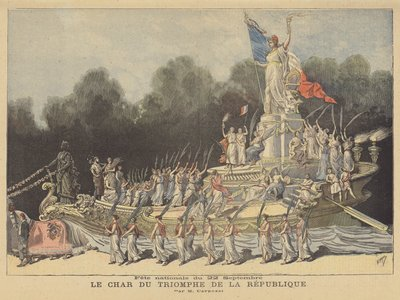 Fête nationale du 22 Septembre
LE CHAR DU TRIOMPHE DE LA RÉPUBLIQUE